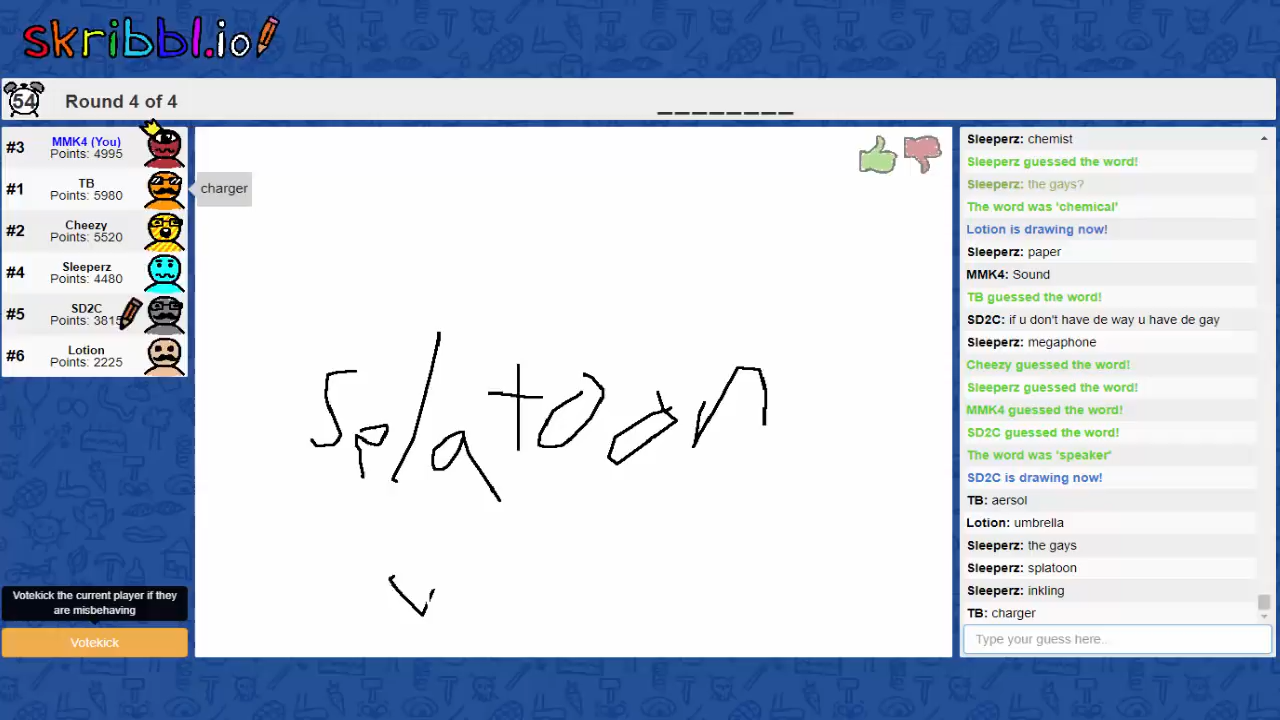 skribbl.io
54
Round 4 of 4
________
#3 MMK4 (You)
Points: 4995
#1 TB
Points: 5980
charger
#2 Cheezy
Points: 5520
#4 Sleeperz
Points: 4480
#5 SD2C
Points: 3815
#6 Lotion
Points: 2225
Votekick the current player if they
are misbehaving
Votekick
Splatoon
v
Sleeperz: chemist
Sleeperz guessed the word!
Sleeperz: the gays?
The word was 'chemical'
Lotion is drawing now!
Sleeperz: paper
MMK4: Sound
TB guessed the word!
SD2C: if u don't have de way u have de gay
Sleeperz: megaphone
Cheezy guessed the word!
Sleeperz guessed the word!
MMK4 guessed the word!
SD2C guessed the word!
The word was 'speaker'
SD2C is drawing now!
TB: aersol
Lotion: umbrella
Sleeperz: the gays
Sleeperz: splatoon
Sleeperz: inkling
TB: charger
Type your guess here..